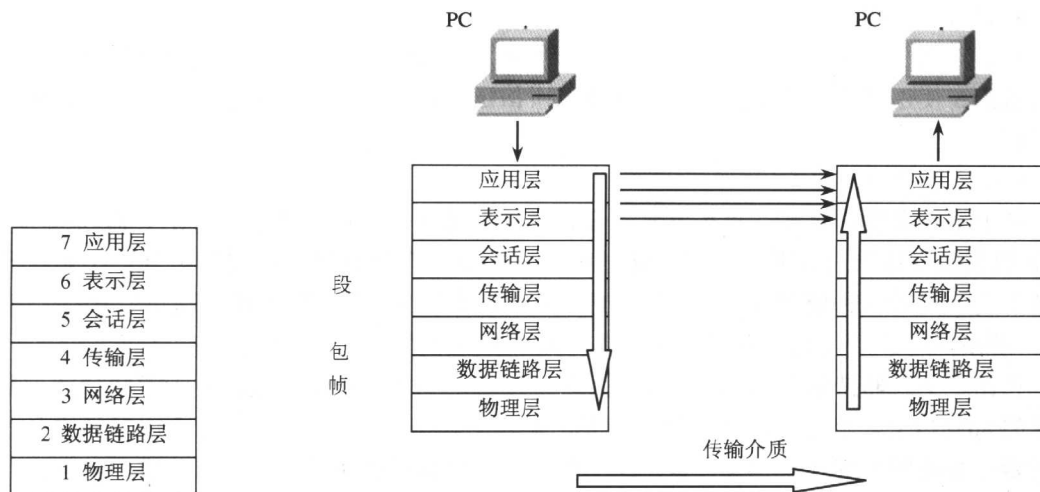 PC
PC
应用层
表示层
会话层
传输层
网络层
数据链路层
物理层
应用层
表示层
会话层
传输层
网络层
数据链路层
物理层
7 应用层
6 表示层
5 会话层
4 传输层
3 网络层
2 数据链路层
1 物理层
段
包
帧
传输介质